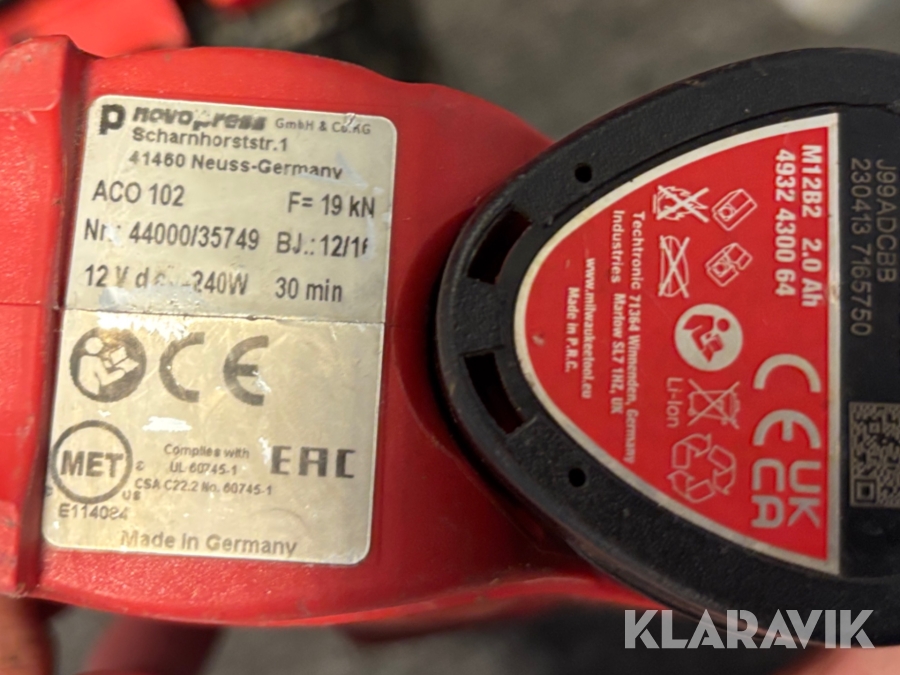 novopress GmbH & Co.KG
Scharnhorststr.1
41460 Neuss-Germany
ACO 102 F= 19 kN
Nr.: 44000/35749 BJ.: 12/16
12 V d.c. 240W 30 min
CE
MET
C
US
E114084
Complies with
UL 60745-1
CSA C22.2 No. 60745-1
EAC
Made in Germany
M12B2 2.0 Ah
4932 4300 64
Techtronic 71364 Winnenden, Germany
Industries Marlow SL7 1HZ, UK
www.milwaukeetool.eu
Made in P.R.C.
Li-Ion
CE
UK
CA
J99ADCBB
230413 7165750
KLARAVIK